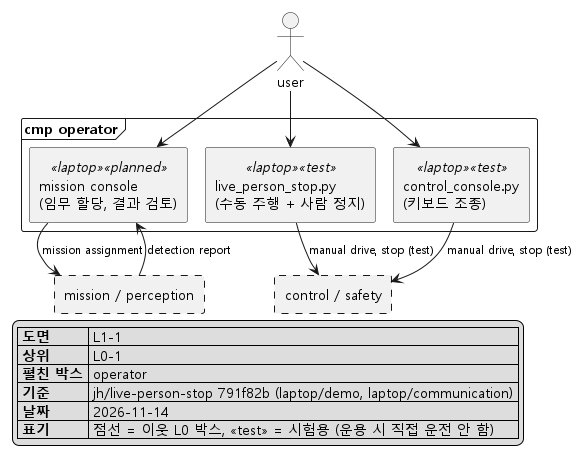 user
cmp operator
«laptop»«planned»
mission console
(임무 할당, 결과 검토)
«laptop»«test»
live_person_stop.py
(수동 주행 + 사람 정지)
«laptop»«test»
control_console.py
(키보드 조종)
mission assignment
detection report
manual drive, stop (test)
manual drive, stop (test)
mission / perception
control / safety
도면 L1-1
상위 L0-1
펼친 박스 operator
기준 jh/live-person-stop 791f82b (laptop/demo, laptop/communication)
날짜 2026-11-14
표기 점선 = 이웃 L0 박스, «test» = 시험용 (운용 시 직접 운전 안 함)